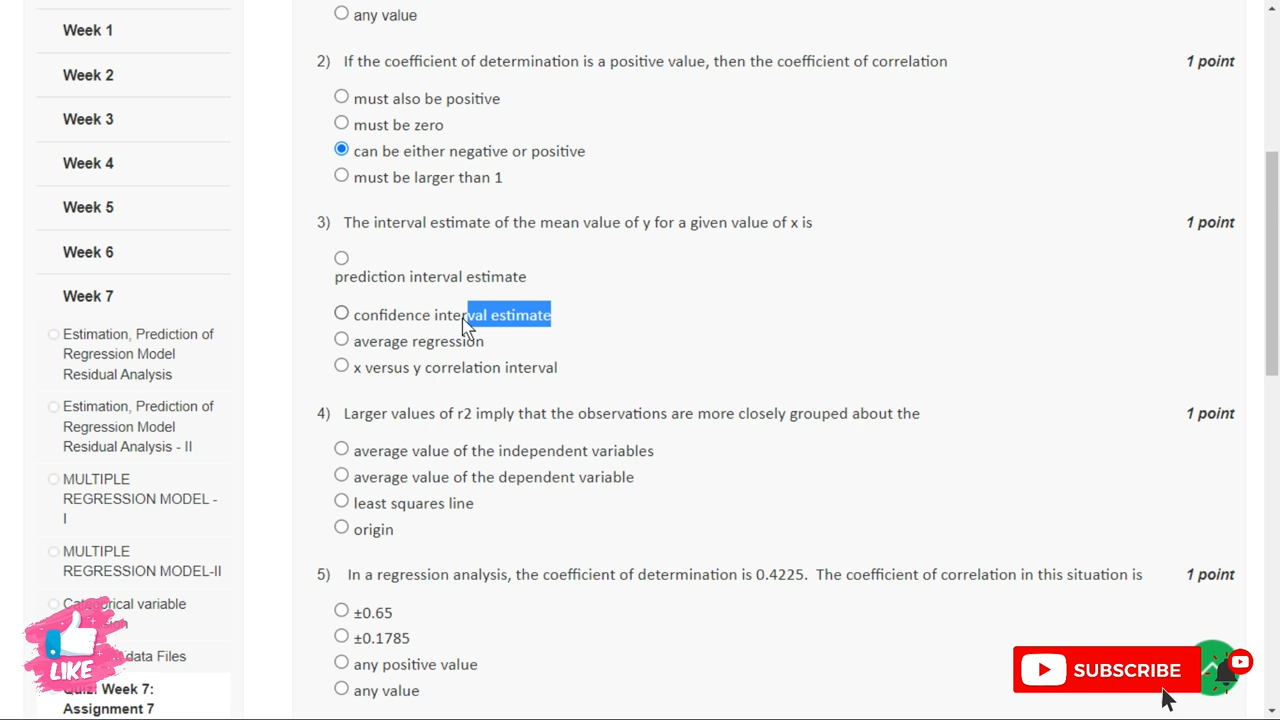 Week 1
Week 2
Week 3
Week 4
Week 5
Week 6
Week 7
Estimation, Prediction of
Regression Model
Residual Analysis
Estimation, Prediction of
Regression Model
Residual Analysis - II
MULTIPLE
REGRESSION MODEL -
I
MULTIPLE
REGRESSION MODEL-II
variable
data Files
Quiz: Week 7:
Assignment 7
any value
2) If the coefficient of determination is a positive value, then the coefficient of correlation 1 point
must also be positive
must be zero
can be either negative or positive
must be larger than 1
3) The interval estimate of the mean value of y for a given value of x is 1 point
prediction interval estimate
confidence interval estimate
average regression
x versus y correlation interval
4) Larger values of r2 imply that the observations are more closely grouped about the 1 point
average value of the independent variables
average value of the dependent variable
least squares line
origin
5) In a regression analysis, the coefficient of determination is 0.4225. The coefficient of correlation in this situation is 1 point
±0.65
±0.1785
any positive value
any value
LIKE
SUBSCRIBE